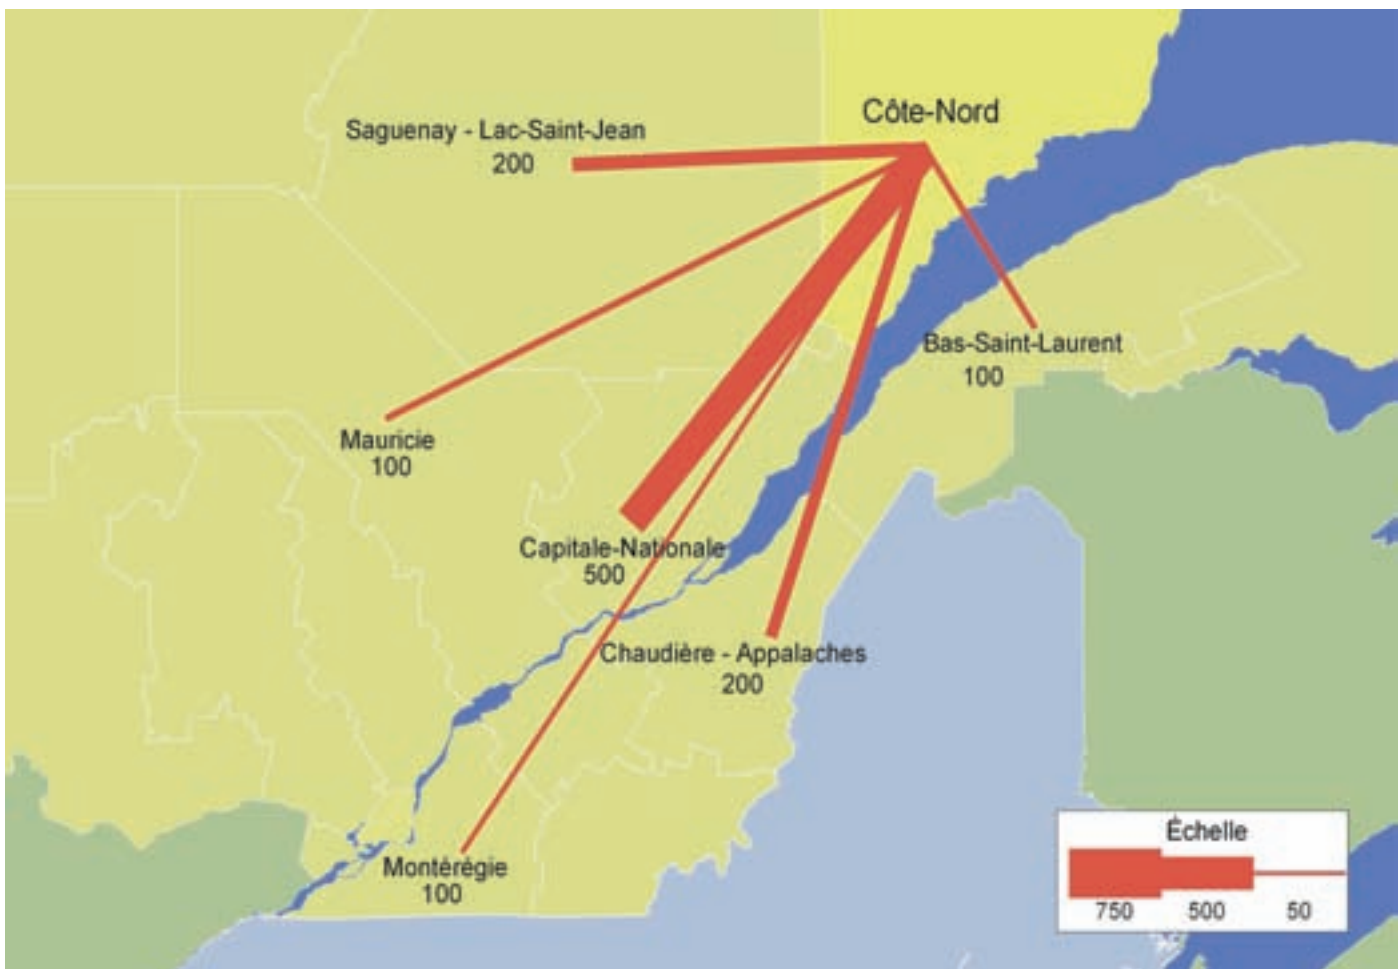 Côte-Nord
Saguenay - Lac-Saint-Jean
200
Bas-Saint-Laurent
100
Mauricie
100
Capitale-Nationale
500
Chaudière - Appalaches
200
Montérégie
100
Échelle
750 500 50